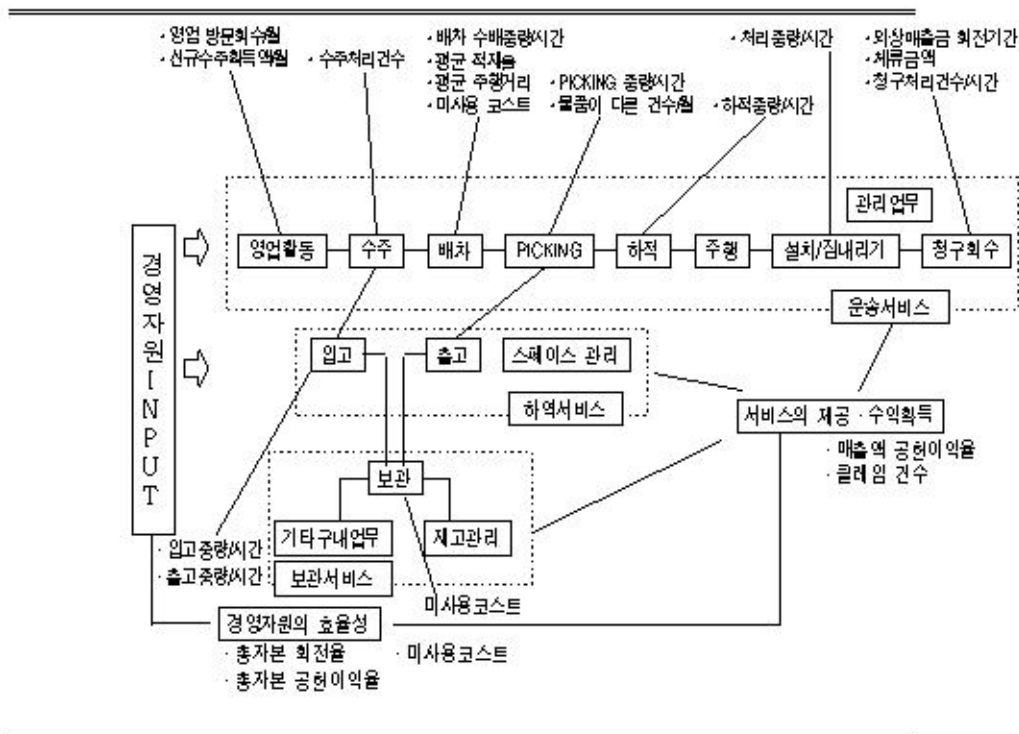 · 영업 방문회수/월
· 신규수주획득액/월
· 수주처리건수
· 배차 수배중량/시간
· 평균 적재율
· 평균 주행거리
· 미사용 코스트
· PICKING 중량/시간
· 물품이 다른 건수/월
· 처리중량/시간
· 하적중량/시간
· 외상매출금 회전기간
· 체류금액
· 청구처리건수/시간
관리업무
영업활동
수주
배차
PICKING
하적
주행
설치/짐내리기
청구회수
운송서비스
경영자원INPUT
입고
출고
스페이스 관리
하역서비스
서비스의 제공 · 수익획득
· 매출액 공헌이익율
· 클레임 건수
보관
기타구내업무
재고관리
보관서비스
· 입고중량/시간
· 출고중량/시간
미사용코스트
경영자원의 효율성
· 총자본 회전율
· 미사용코스트
· 총자본 공헌이익율